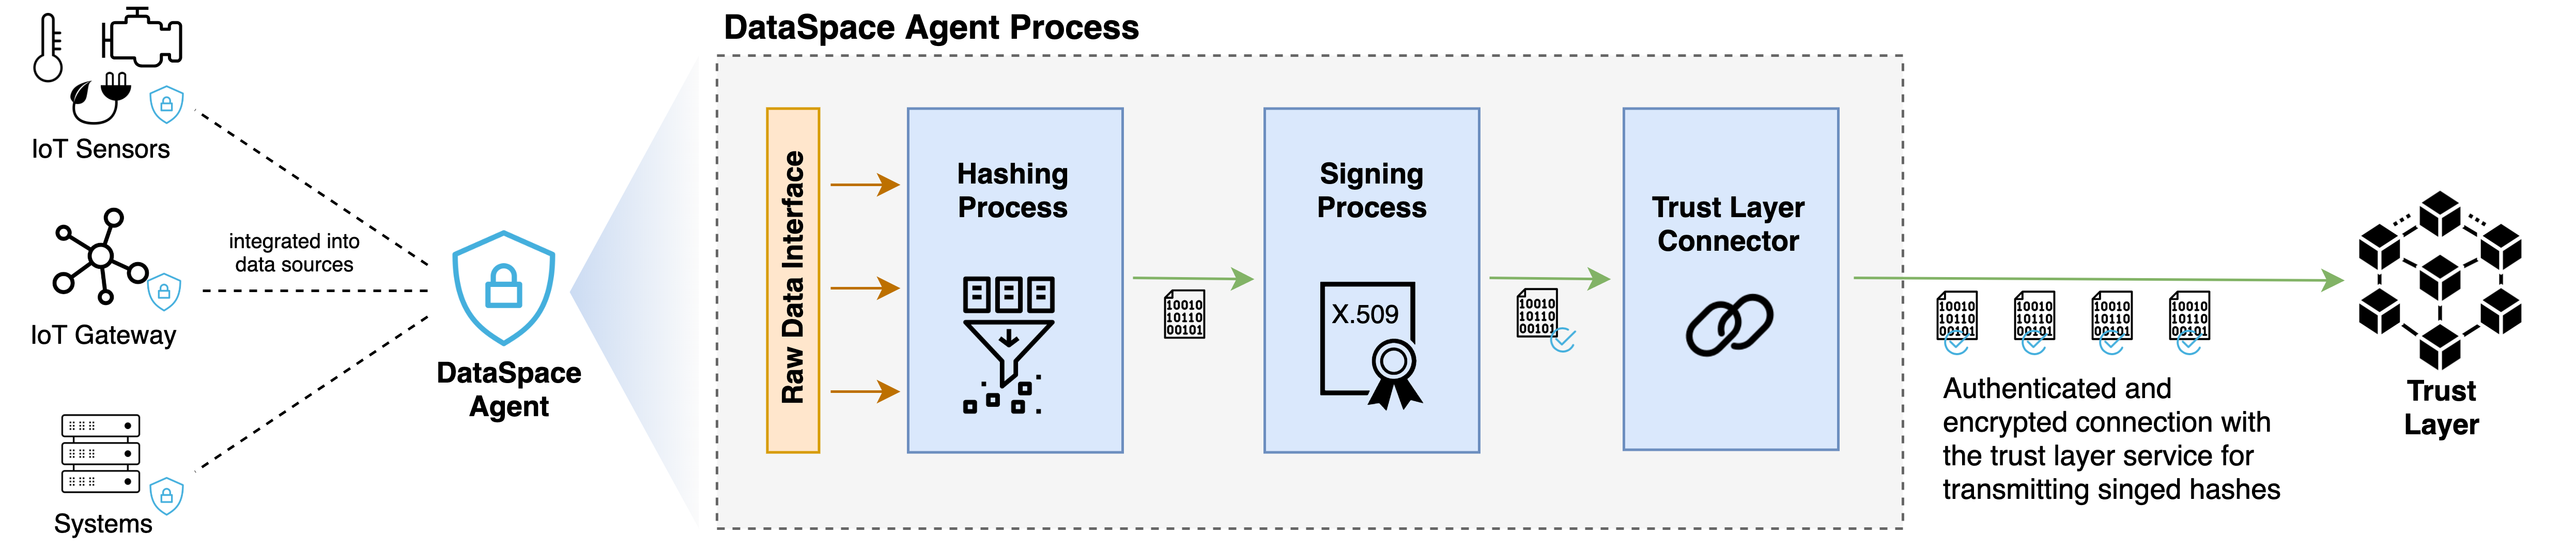 DataSpace Agent Process
IoT Sensors
integrated into
data sources
IoT Gateway
Systems
DataSpace
Agent
Raw Data Interface
Hashing
Process
10010
10110
00101
Signing
Process
X.509
10010
10110
00101
Trust Layer
Connector
10010
10110
00101
10010
10110
00101
10010
10110
00101
10010
10110
00101
Authenticated and
encrypted connection with
the trust layer service for
transmitting singed hashes
Trust
Layer